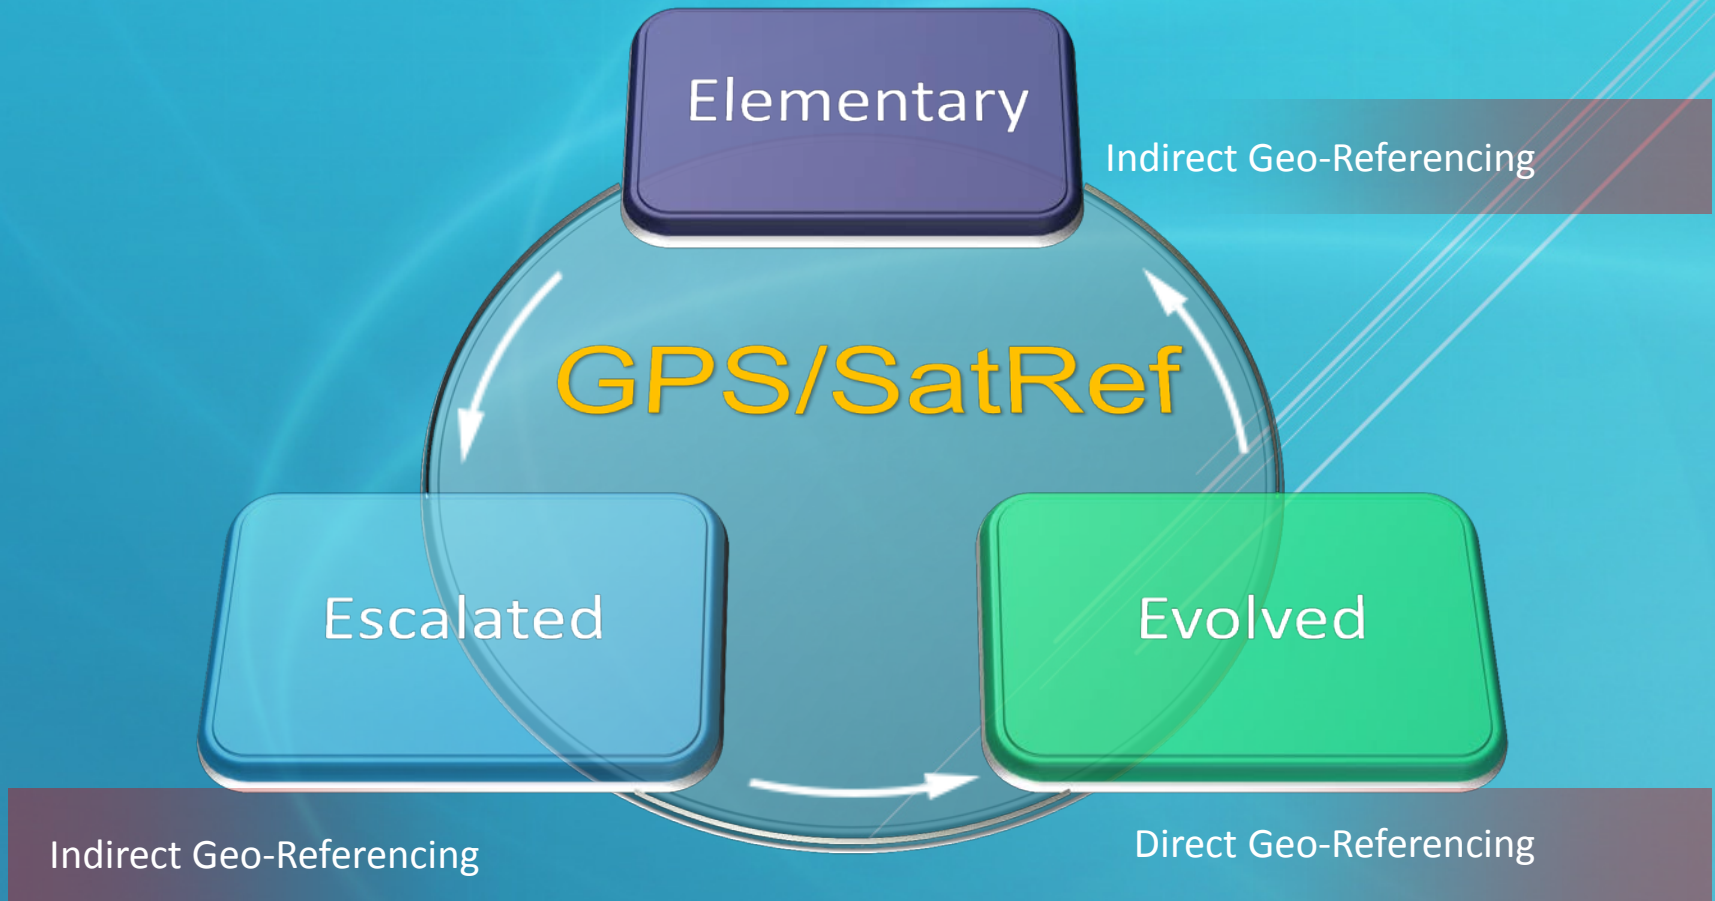 Elementary
Indirect Geo-Referencing
GPS/SatRef
Escalated
Evolved
Indirect Geo-Referencing
Direct Geo-Referencing